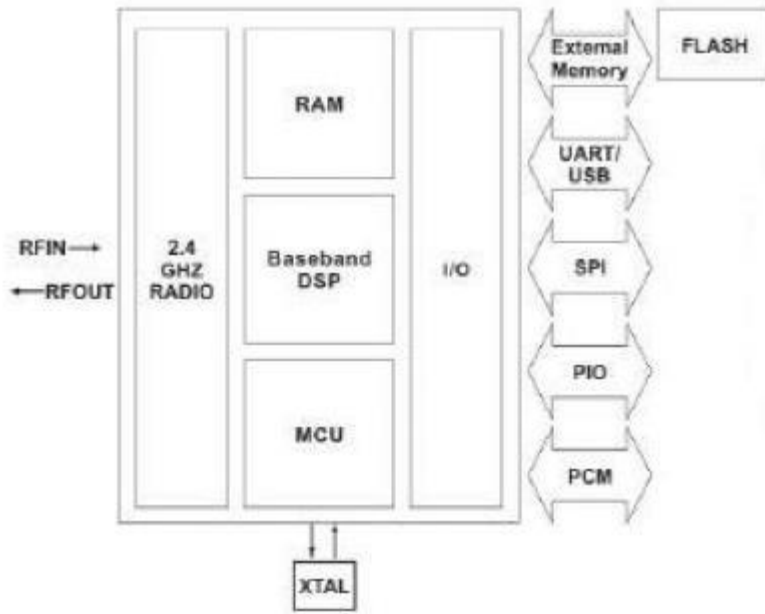 External
Memory
FLASH
RAM
UART/
USB
RFIN
RFOUT
2.4
GHZ
RADIO
Baseband
DSP
I/O
SPI
PIO
MCU
PCM
XTAL